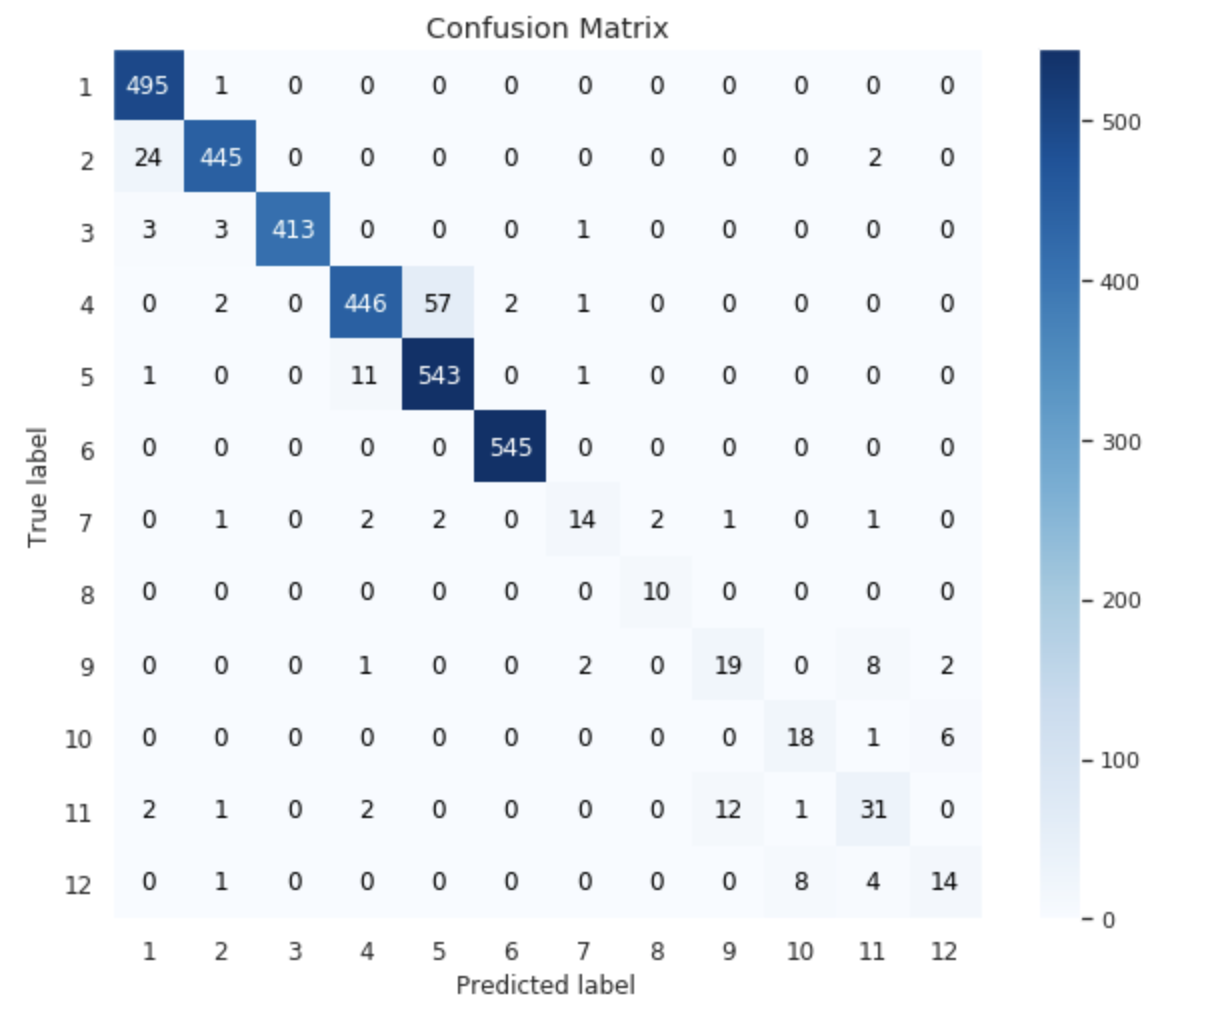 Confusion Matrix
1 495 1 0 0 0 0 0 0 0 0 0 0
500
2 24 445 0 0 0 0 0 0 0 0 2 0
3 3 3 413 0 0 0 1 0 0 0 0 0
400
4 0 2 0 446 57 2 1 0 0 0 0 0
5 1 0 0 11 543 0 1 0 0 0 0 0
300
6 0 0 0 0 0 545 0 0 0 0 0 0
True label
7 0 1 0 2 2 0 14 2 1 0 1 0
200
8 0 0 0 0 0 0 0 10 0 0 0 0
9 0 0 0 1 0 0 2 0 19 0 8 2
10 0 0 0 0 0 0 0 0 0 18 1 6
100
11 2 1 0 2 0 0 0 0 12 1 31 0
12 0 1 0 0 0 0 0 0 0 8 4 14
0
1 2 3 4 5 6 7 8 9 10 11 12
Predicted label